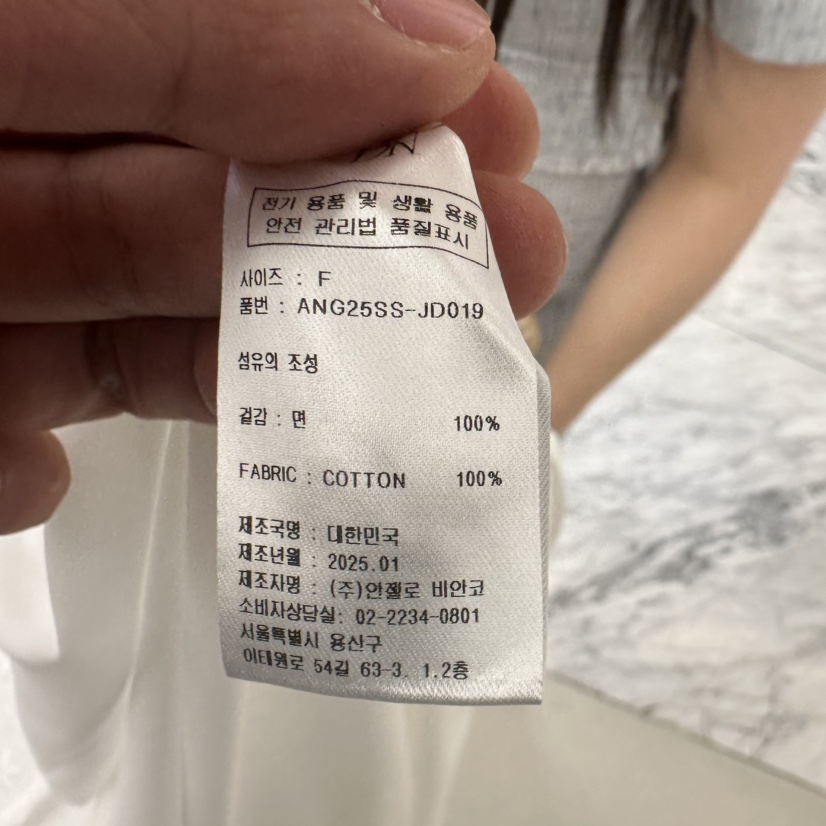 전기 용품 및 생활 용품
안전 관리법 품질표시
사이즈 : F
품번 : ANG25SS-JD019
섬유의 조성
겉감 : 면 100%
FABRIC : COTTON 100%
제조국명 : 대한민국
제조년월 : 2025.01
제조자명 : (주)안젤로 비안코
소비자상담실: 02-2234-0801
서울특별시 용산구
이태원로 54길 63-3. 1.2층